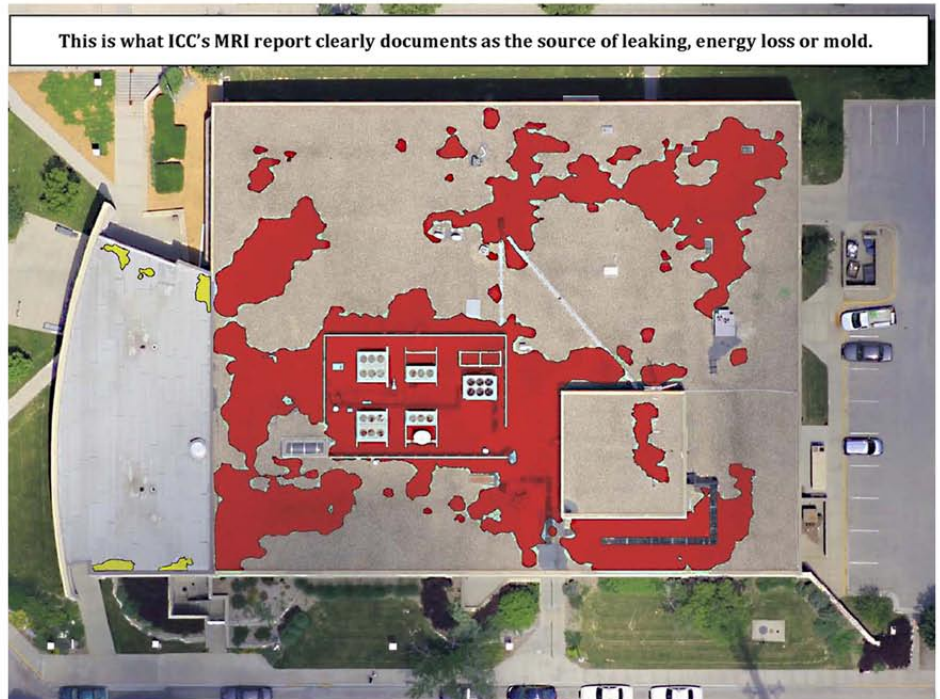 This is what ICC's MRI report clearly documents as the source of leaking, energy loss or mold.